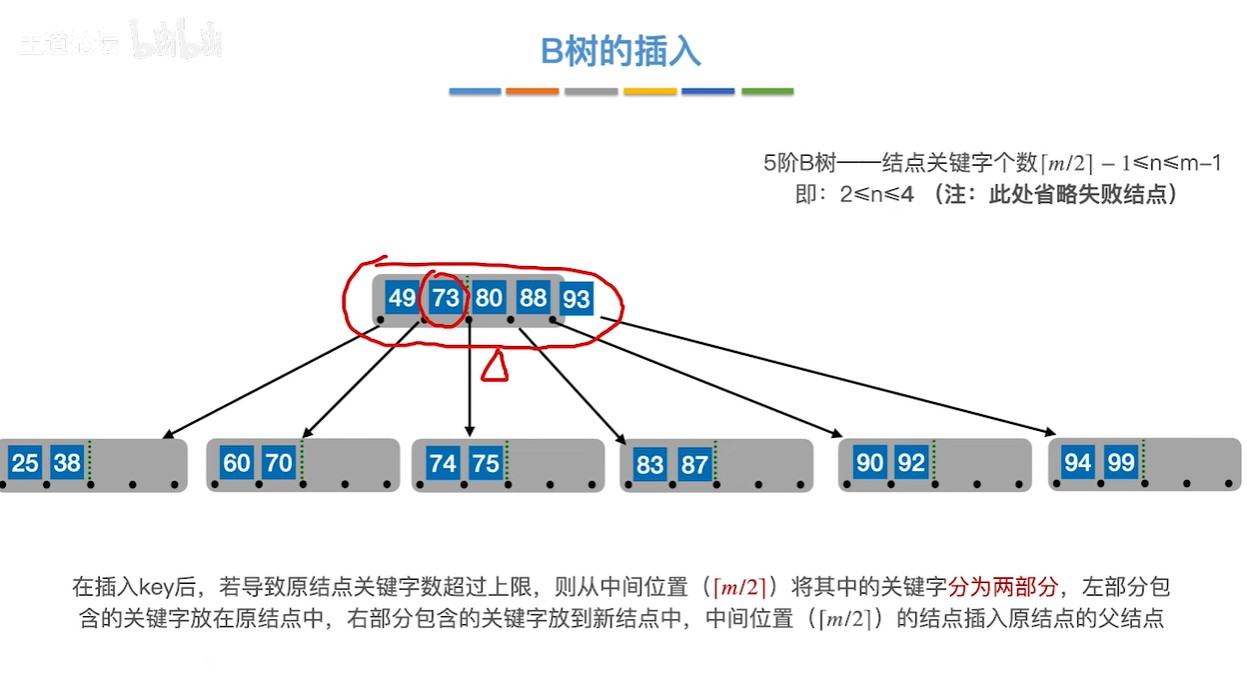 王道论坛 bilibili
B树的插入
5阶B树——结点关键字个数⌈m/2⌉ − 1≤n≤m–1
即：2≤n≤4 （注：此处省略失败结点）
49 73 80 88 93
25 38 60 70 74 75 83 87 90 92 94 99
在插入key后，若导致原结点关键字数超过上限，则从中间位置（⌈m/2⌉）将其中的关键字分为两部分，左部分包
含的关键字放在原结点中，右部分包含的关键字放到新结点中，中间位置（⌈m/2⌉）的结点插入原结点的父结点